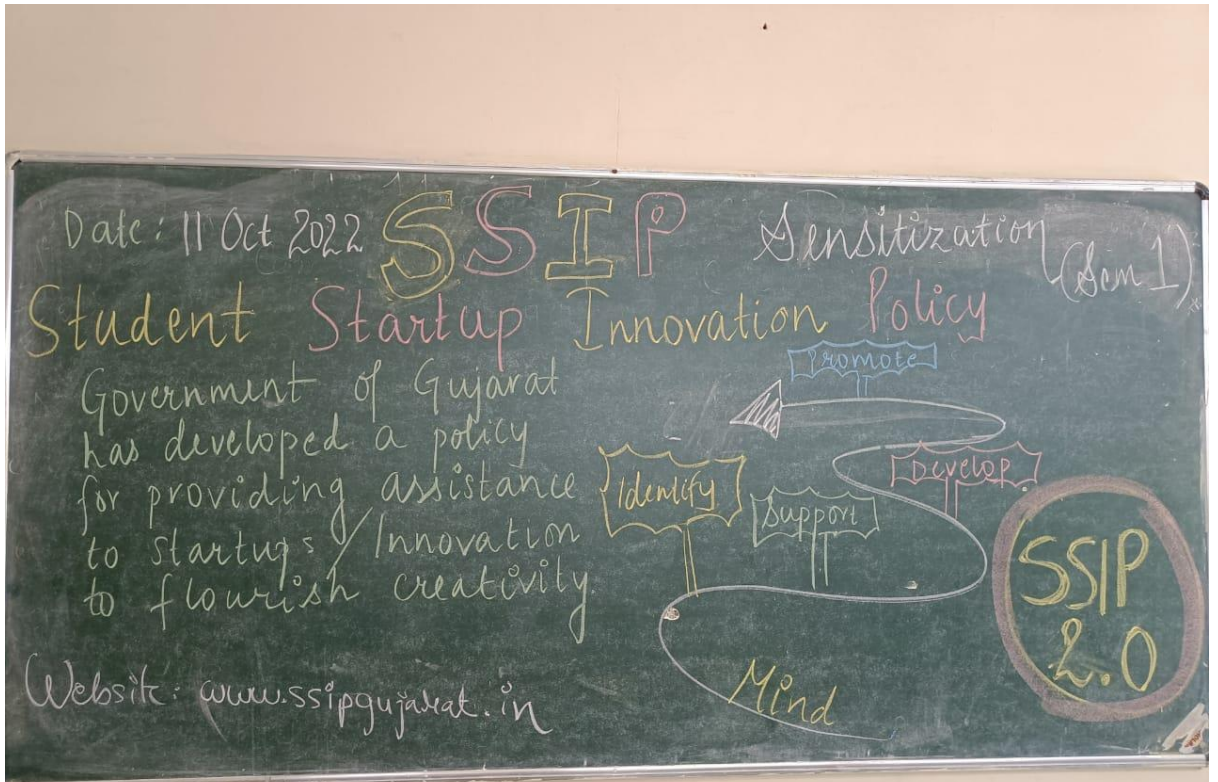 Date: 11 Oct 2022 SSIP Sensitization (Sem 1)
Student Startup Innovation Policy
Government of Gujarat
has developed a policy
for providing assistance
to startups/Innovation
to flourish creativity.
Promote
Develop
Identify
Support
Mind
SSIP
2.0
Website: www.ssipgujarat.in